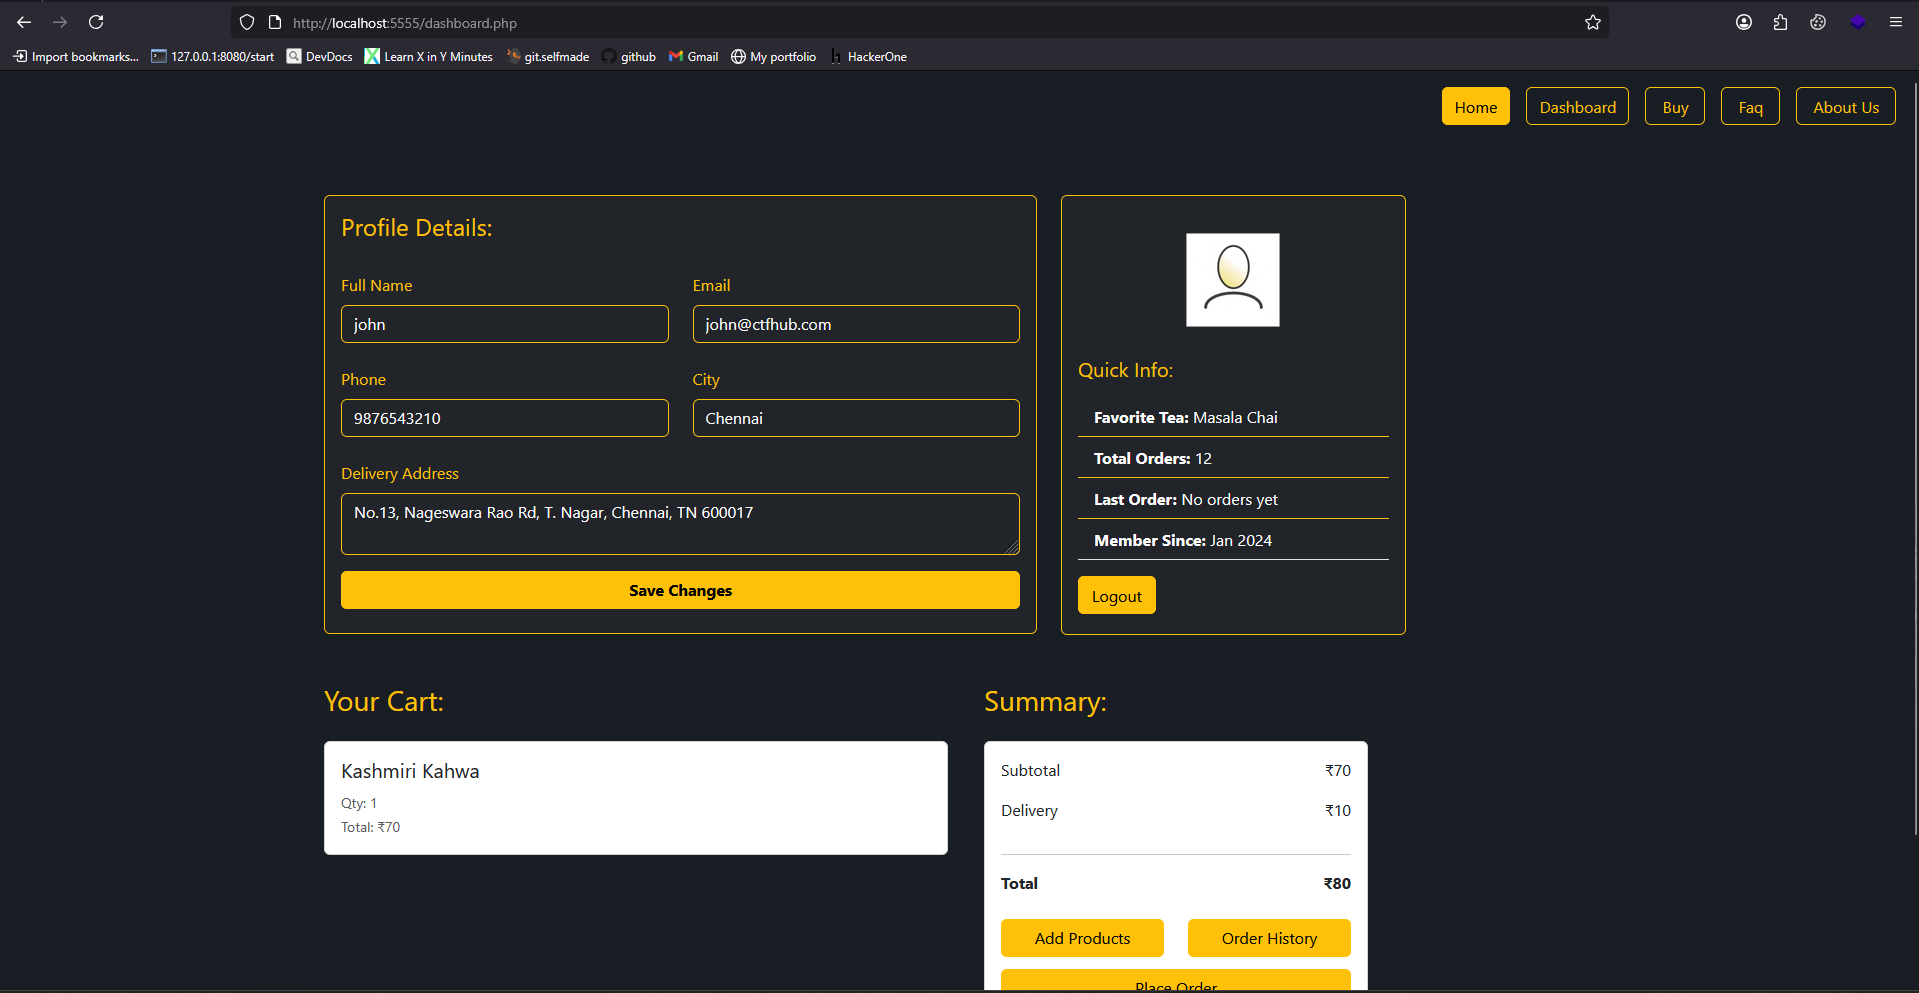 http://localhost:5555/dashboard.php
Import bookmarks... 127.0.0.1:8080/start DevDocs Learn X in Y Minutes git.selfmade github Gmail My portfolio HackerOne
Home Dashboard Buy Faq About Us
Profile Details:
Full Name Email
john john@ctfhub.com
Phone City
9876543210 Chennai
Delivery Address
No.13, Nageswara Rao Rd, T. Nagar, Chennai, TN 600017
Save Changes
Quick Info:
Favorite Tea: Masala Chai
Total Orders: 12
Last Order: No orders yet
Member Since: Jan 2024
Logout
Your Cart:
Kashmiri Kahwa
Qty: 1
Total: ₹70
Summary:
Subtotal ₹70
Delivery ₹10
Total ₹80
Add Products Order History
Place Order